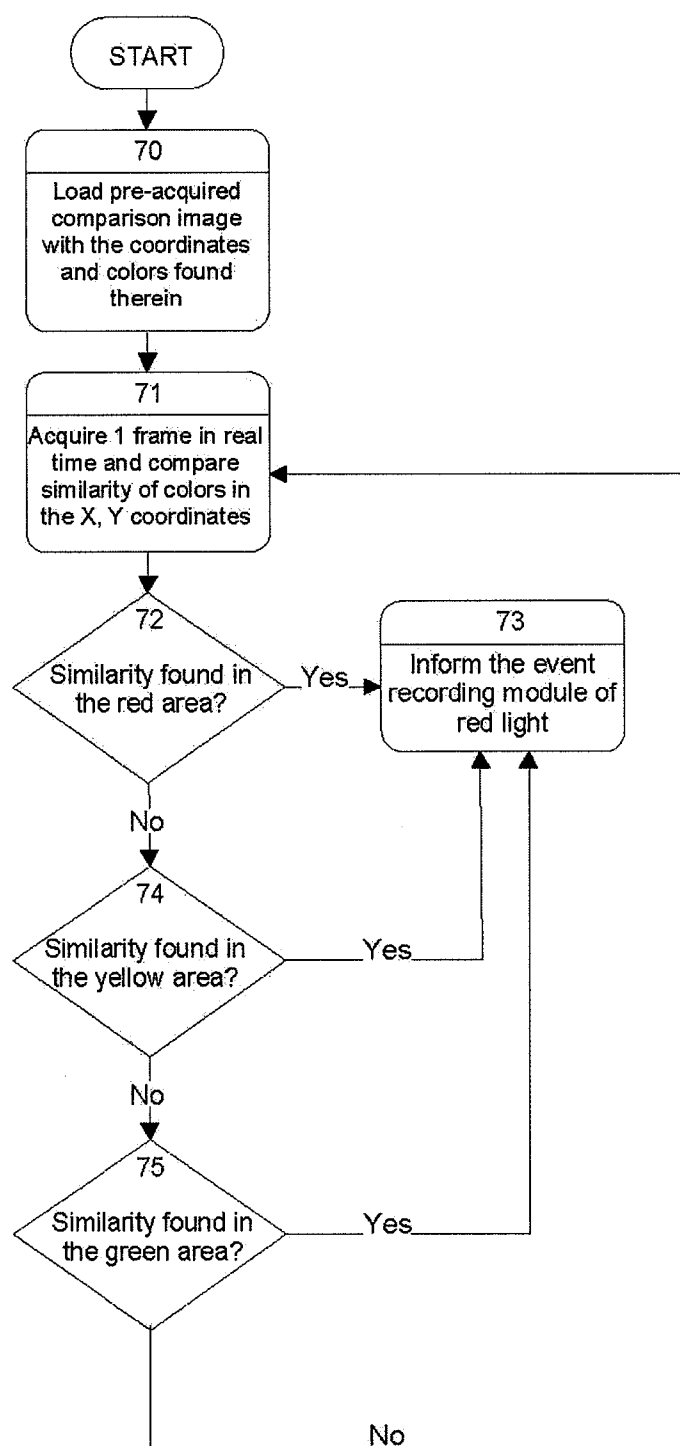 START
70
Load pre-acquired
comparison image
with the coordinates
and colors found
therein
71
Acquire 1 frame in real
time and compare
similarity of colors in
the X, Y coordinates
72
Similarity found in
the red area?
Yes
73
Inform the event
recording module of
red light
No
74
Similarity found in
the yellow area?
Yes
No
75
Similarity found in
the green area?
Yes
No